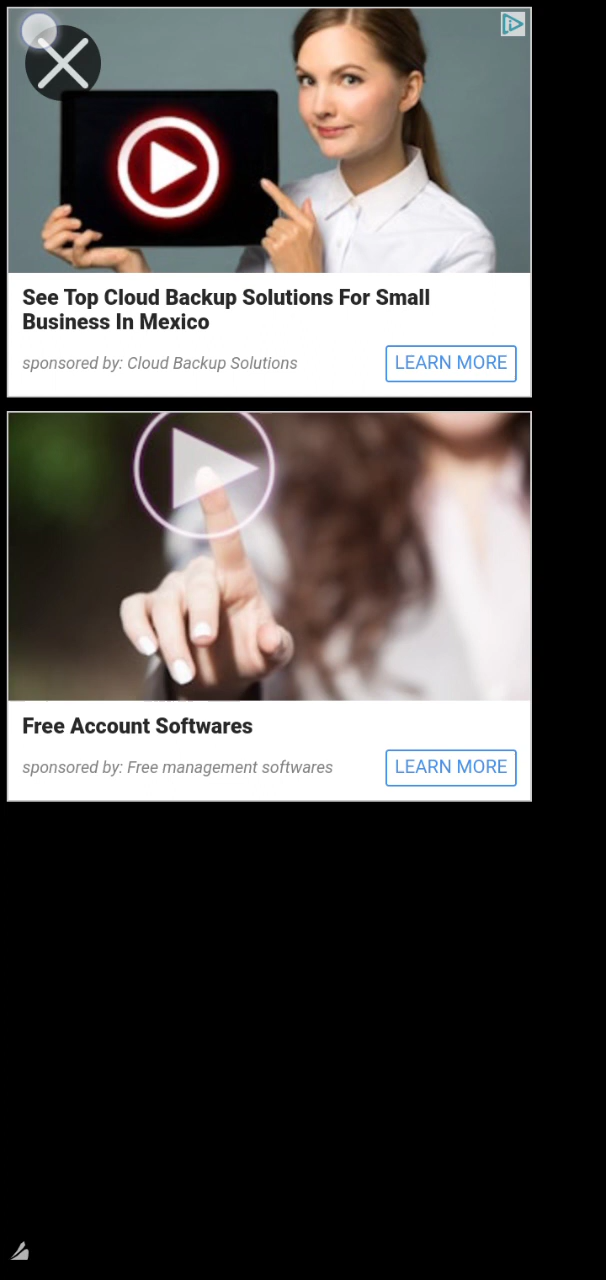 See Top Cloud Backup Solutions For Small
Business In Mexico
sponsored by: Cloud Backup Solutions
LEARN MORE
Free Account Softwares
sponsored by: Free management softwares
LEARN MORE